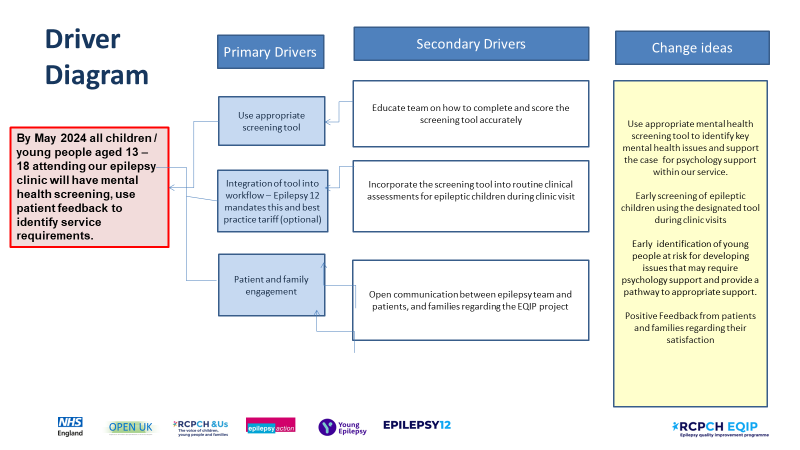 Driver
Diagram
Primary Drivers
Secondary Drivers
Change ideas
By May 2024 all children /
young people aged 13 –
18 attending our epilepsy
clinic will have mental
health screening, use
patient feedback to
identify service
requirements.
Use appropriate
screening tool
Integration of tool into
workflow – Epilepsy 12
mandates this and best
practice tariff (optional)
Patient and family
engagement
Educate team on how to complete and score the
screening tool accurately
Incorporate the screening tool into routine clinical
assessments for epileptic children during clinic visit
Open communication between epilepsy team and
patients, and families regarding the EQIP project
Use appropriate mental health
screening tool to identify key
mental health issues and support
the case for psychology support
within our service.
Early screening of epileptic
children using the designated tool
during clinic visits
Early identification of young
people at risk for developing
issues that may require
psychology support and provide a
pathway to appropriate support.
Positive Feedback from patients
and families regarding their
satisfaction
NHS
England
OPEN UK
RCPCH &Us
The voice of children,
young people and families
epilepsy action
Young
Epilepsy
EPILEPSY12
RCPCH EQIP
Epilepsy quality improvement programme